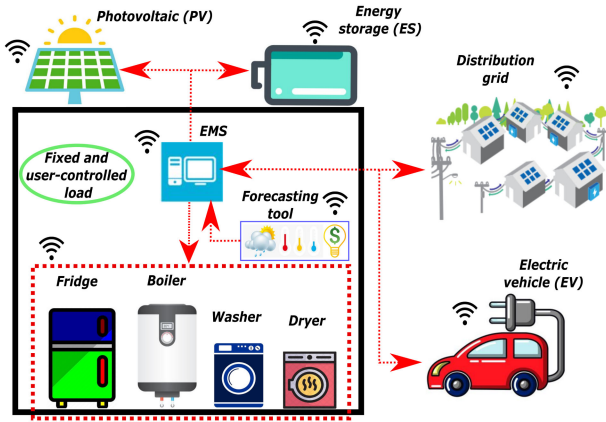 Photovoltaic (PV)
Energy
storage (ES)
Distribution
grid
EMS
Fixed and
user-controlled
load
Forecasting
tool
$
Fridge
Boiler
Washer
Dryer
Electric
vehicle (EV)